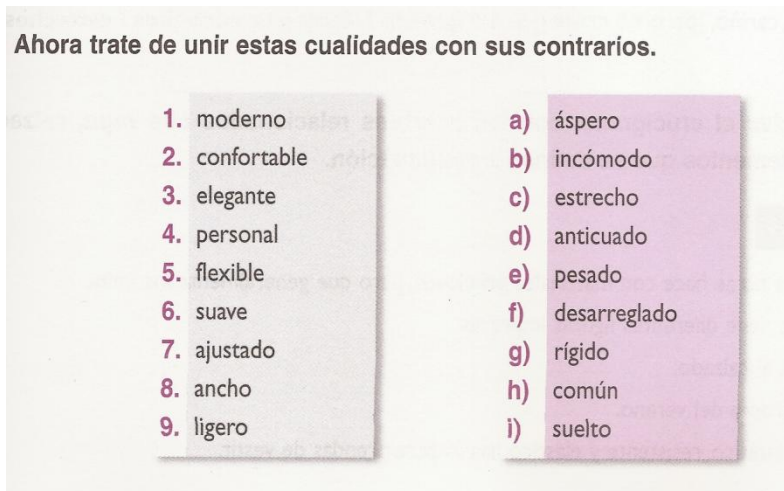 Ahora trate de unir estas cualidades con sus contrarios.
1. moderno
2. confortable
3. elegante
4. personal
5. flexible
6. suave
7. ajustado
8. ancho
9. ligero
a) áspero
b) incómodo
c) estrecho
d) anticuado
e) pesado
f) desarreglado
g) rígido
h) común
i) suelto